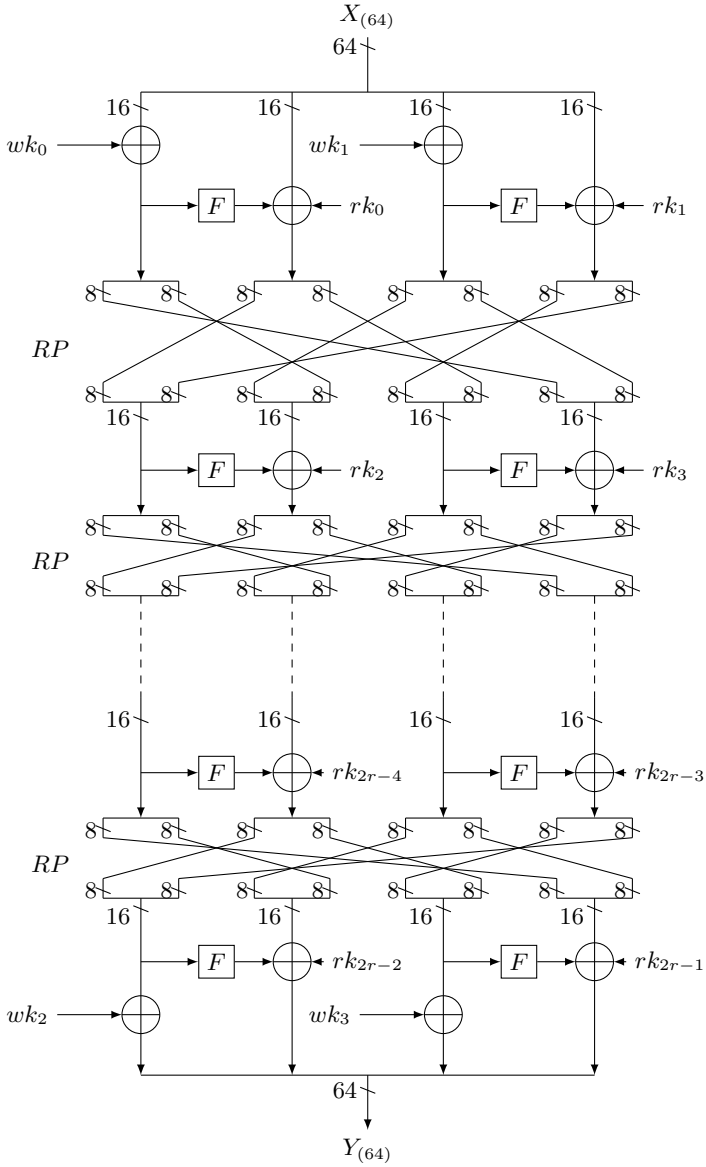 X(64)
64
16 16 16 16
wk0 wk1
F rk0 F rk1
8 8 8 8 8 8 8 8
RP
8 8 8 8 8 8 8 8
16 16 16 16
F rk2 F rk3
8 8 8 8 8 8 8 8
RP
8 8 8 8 8 8 8 8
16 16 16 16
F rk2r−4 F rk2r−3
8 8 8 8 8 8 8 8
RP
8 8 8 8 8 8 8 8
16 16 16 16
F rk2r−2 F rk2r−1
wk2 wk3
64
Y(64)